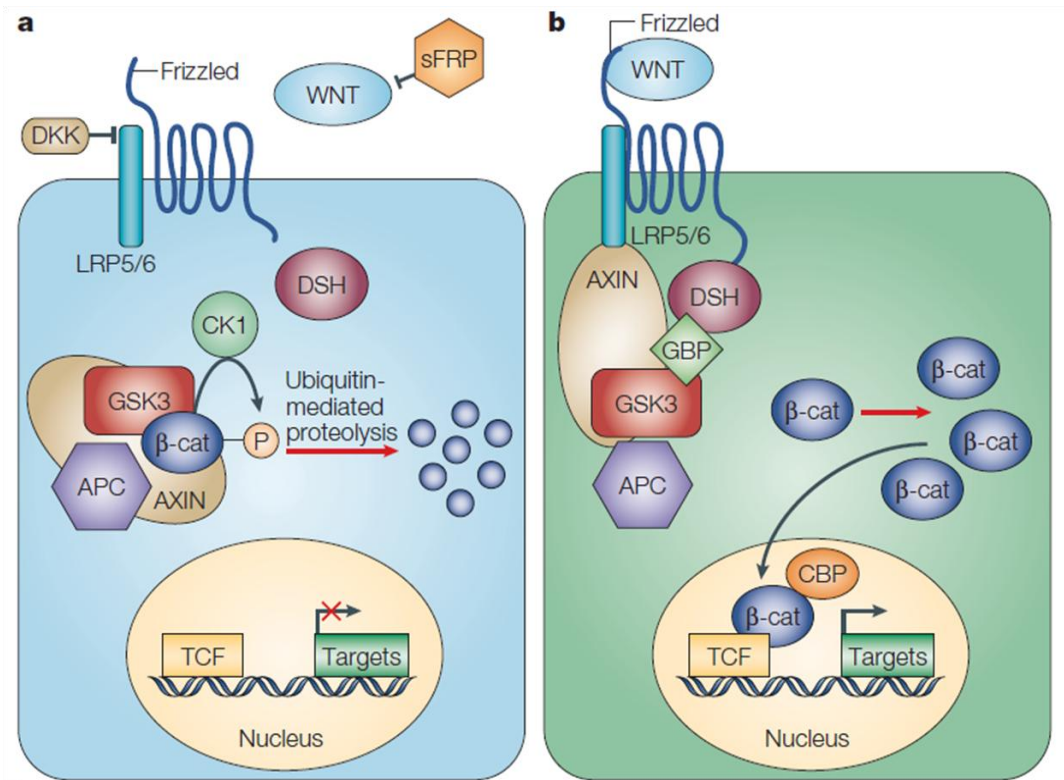 a
Frizzled
WNT
sFRP
DKK
LRP5/6
DSH
CK1
GSK3
β-cat
P
Ubiquitin-
mediated
proteolysis
APC
AXIN
TCF
Targets
Nucleus
b
Frizzled
WNT
LRP5/6
AXIN
DSH
GBP
GSK3
APC
β-cat
β-cat
β-cat
β-cat
CBP
β-cat
TCF
Targets
Nucleus